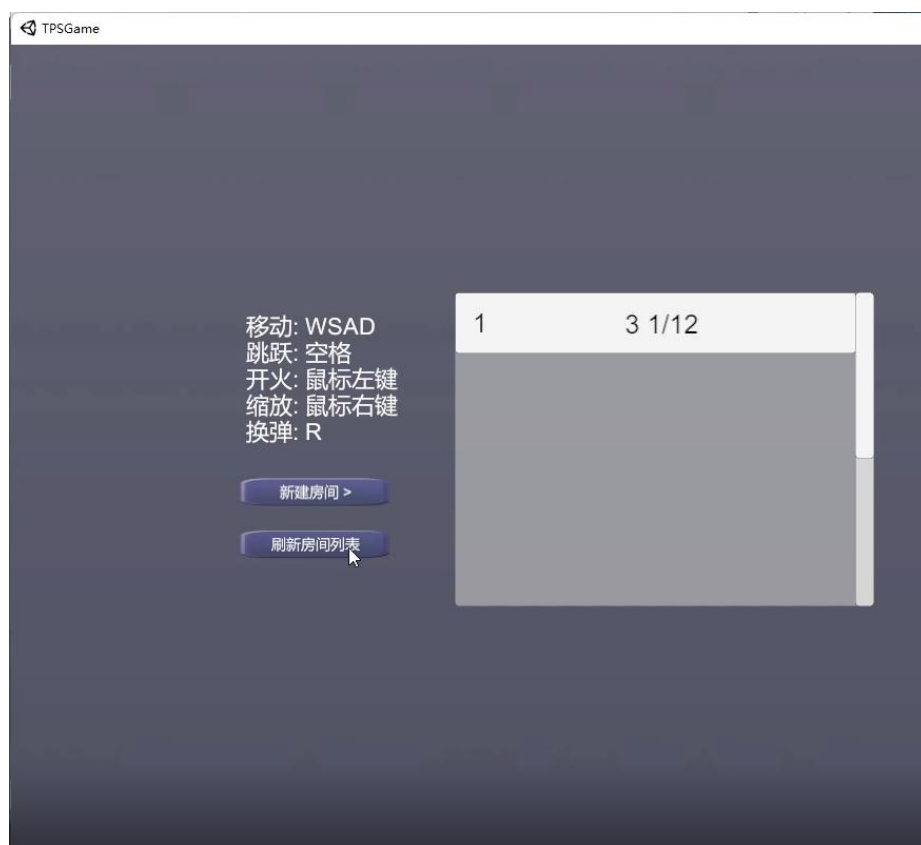 TPSGame
移动: WSAD
跳跃: 空格
开火: 鼠标左键
缩放: 鼠标右键
换弹: R
新建房间 >
刷新房间列表
1 3 1/12